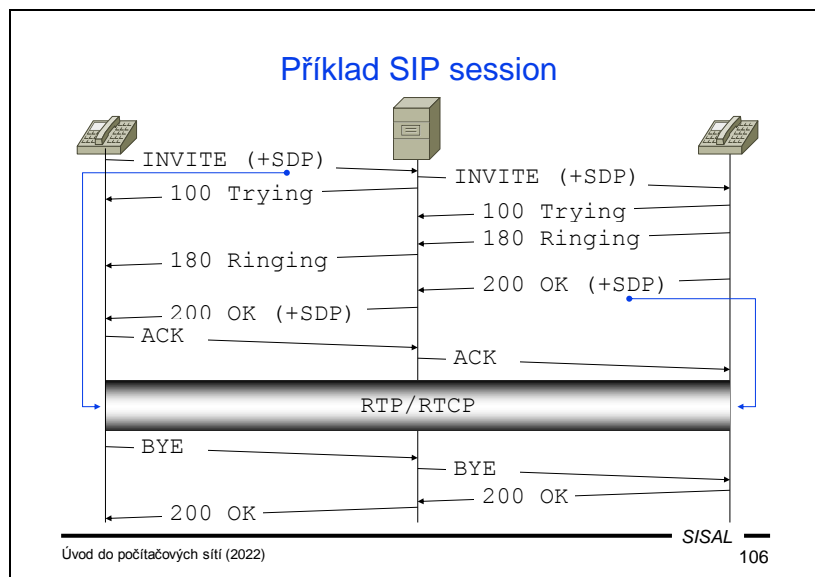 Příklad SIP session
INVITE (+SDP)
INVITE (+SDP)
100 Trying
100 Trying
180 Ringing
180 Ringing
200 OK (+SDP)
200 OK (+SDP)
ACK
ACK
RTP/RTCP
BYE
BYE
200 OK
200 OK
SISAL
Úvod do počítačových sítí (2022)
106